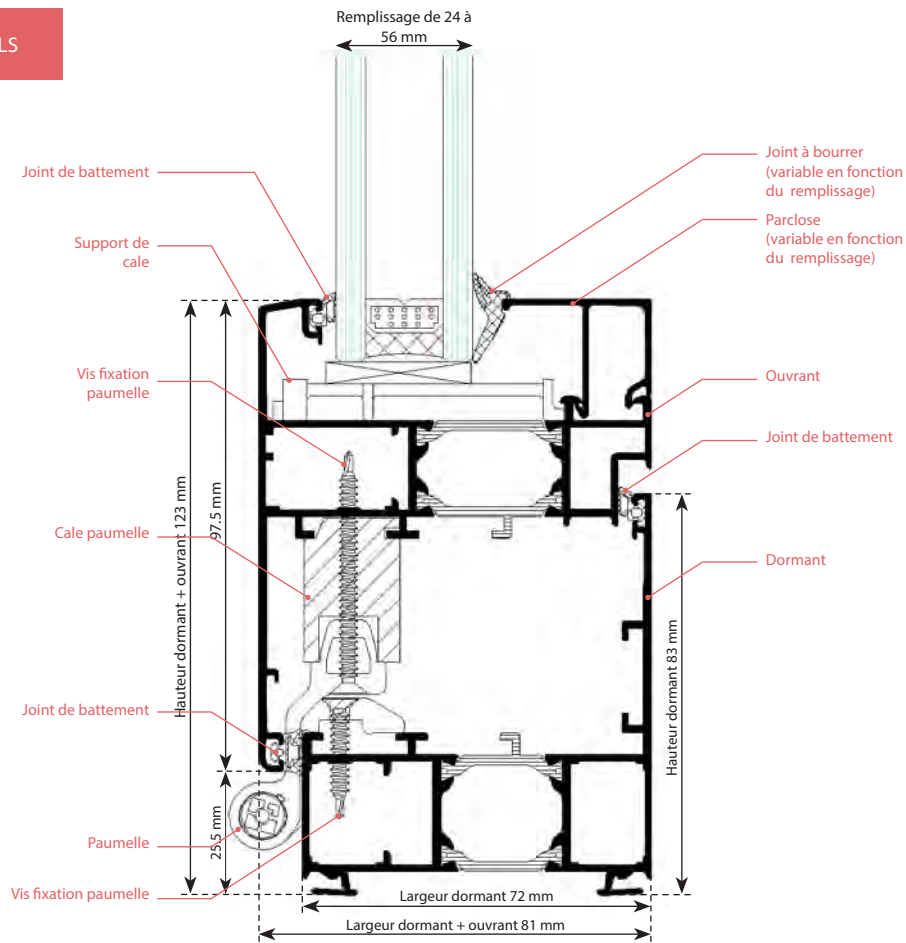 LS
Remplissage de 24 à
56 mm
Joint de battement
Joint à bourrer
(variable en fonction
du remplissage)
Support de
cale
Parclose
(variable en fonction
du remplissage)
Vis fixation
paumelle
Ouvrant
Joint de battement
Cale paumelle
Dormant
Hauteur dormant + ouvrant 123 mm
97.5 mm
Hauteur dormant 83 mm
Joint de battement
25.5 mm
Paumelle
Vis fixation paumelle
Largeur dormant 72 mm
Largeur dormant + ouvrant 81 mm